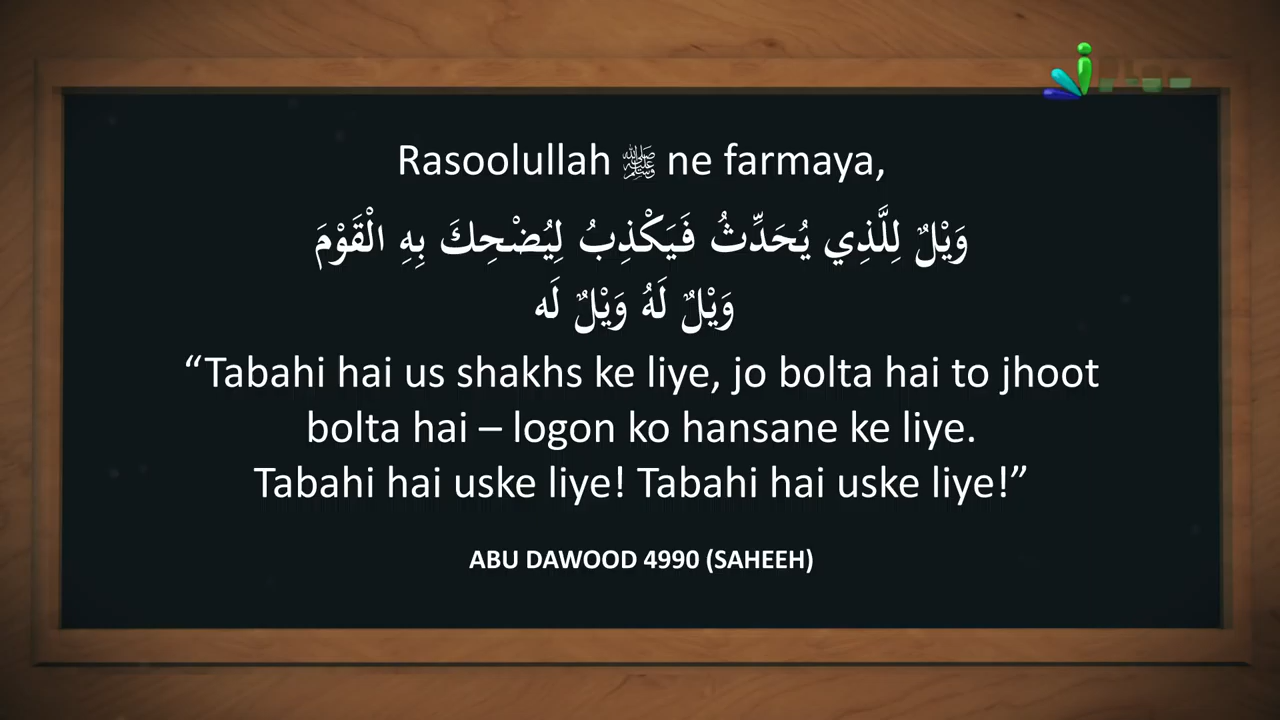 Rasoolullah ﷺ ne farmaya,
وَيْلٌ لِلَّذِي يُحَدِّثُ فَيَكْذِبُ لِيُضْحِكَ بِهِ الْقَوْمَ
وَيْلٌ لَهُ وَيْلٌ لَه
“Tabahi hai us shakhs ke liye, jo bolta hai to jhoot
bolta hai – logon ko hansane ke liye.
Tabahi hai uske liye! Tabahi hai uske liye!”
ABU DAWOOD 4990 (SAHEEH)